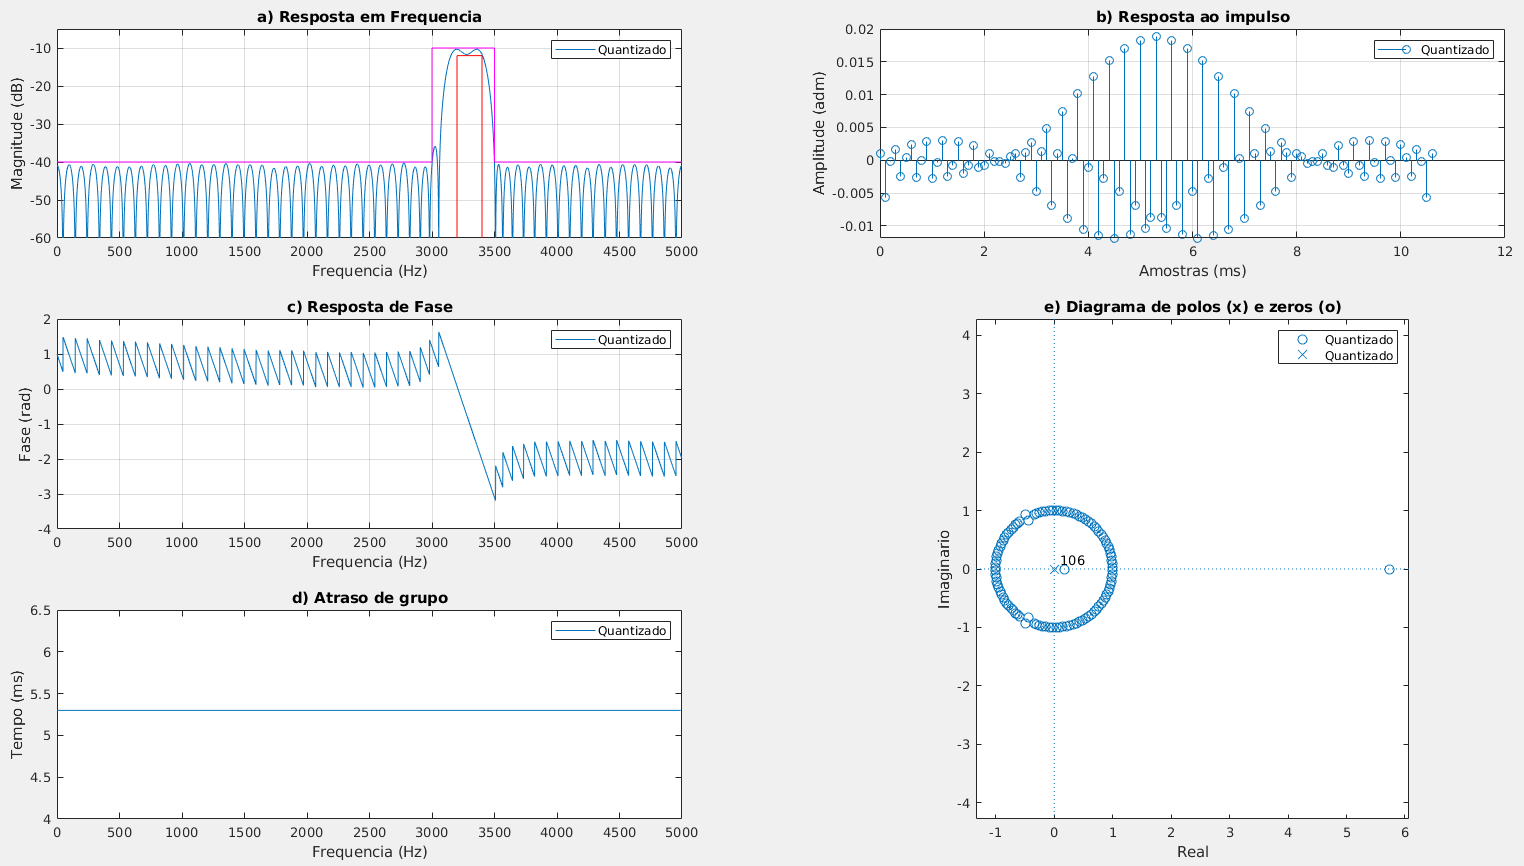 a) Resposta em Frequencia
Quantizado
Magnitude (dB)
-10
-20
-30
-40
-50
-60
0 500 1000 1500 2000 2500 3000 3500 4000 4500 5000
Frequencia (Hz)
b) Resposta ao impulso
Quantizado
Amplitude (adm)
0.02
0.015
0.01
0.005
0
-0.005
-0.01
0 2 4 6 8 10 12
Amostras (ms)
c) Resposta de Fase
Quantizado
Fase (rad)
2
1
0
-1
-2
-3
-4
0 500 1000 1500 2000 2500 3000 3500 4000 4500 5000
Frequencia (Hz)
d) Atraso de grupo
Quantizado
Tempo (ms)
6.5
6
5.5
5
4.5
4
0 500 1000 1500 2000 2500 3000 3500 4000 4500 5000
Frequencia (Hz)
e) Diagrama de polos (x) e zeros (o)
Quantizado
Quantizado
Imaginario
4
3
2
1
0
-1
-2
-3
-4
106
-1 0 1 2 3 4 5 6
Real